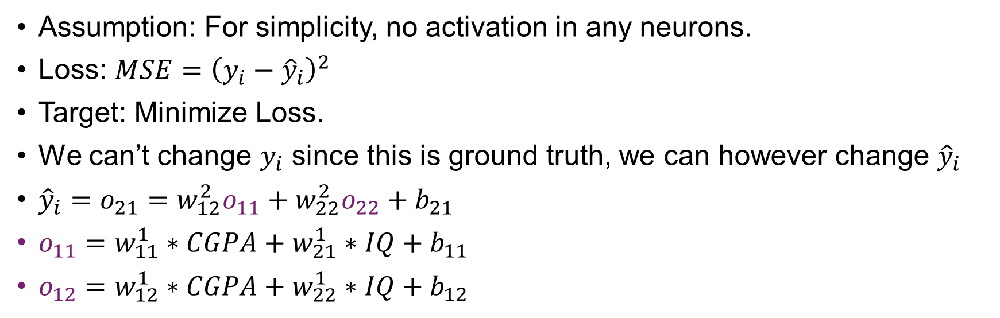 • Assumption: For simplicity, no activation in any neurons.
• Loss: $MSE = (y_i - \hat{y}_i)^2$
• Target: Minimize Loss.
• We can’t change $y_i$ since this is ground truth, we can however change $\hat{y}_i$
• $\hat{y}_i = o_{21} = w_{12}^2 o_{11} + w_{22}^2 o_{22} + b_{21}$
• $o_{11} = w_{11}^1 * CGPA + w_{21}^1 * IQ + b_{11}$
• $o_{12} = w_{12}^1 * CGPA + w_{22}^1 * IQ + b_{12}$